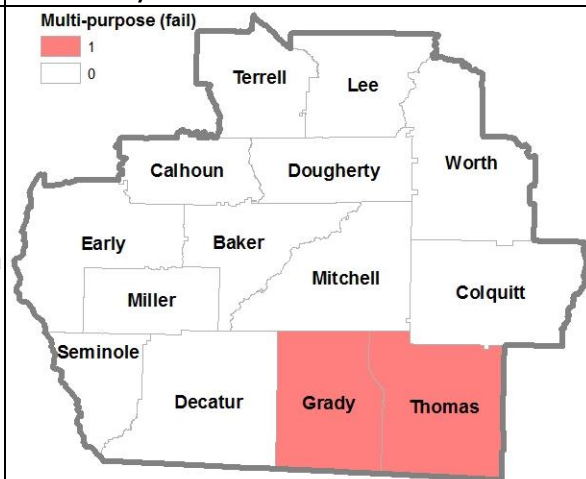 Multi-purpose (fail)
1
0
Terrell
Lee
Worth
Calhoun
Dougherty
Early
Baker
Mitchell
Colquitt
Miller
Seminole
Decatur
Grady
Thomas